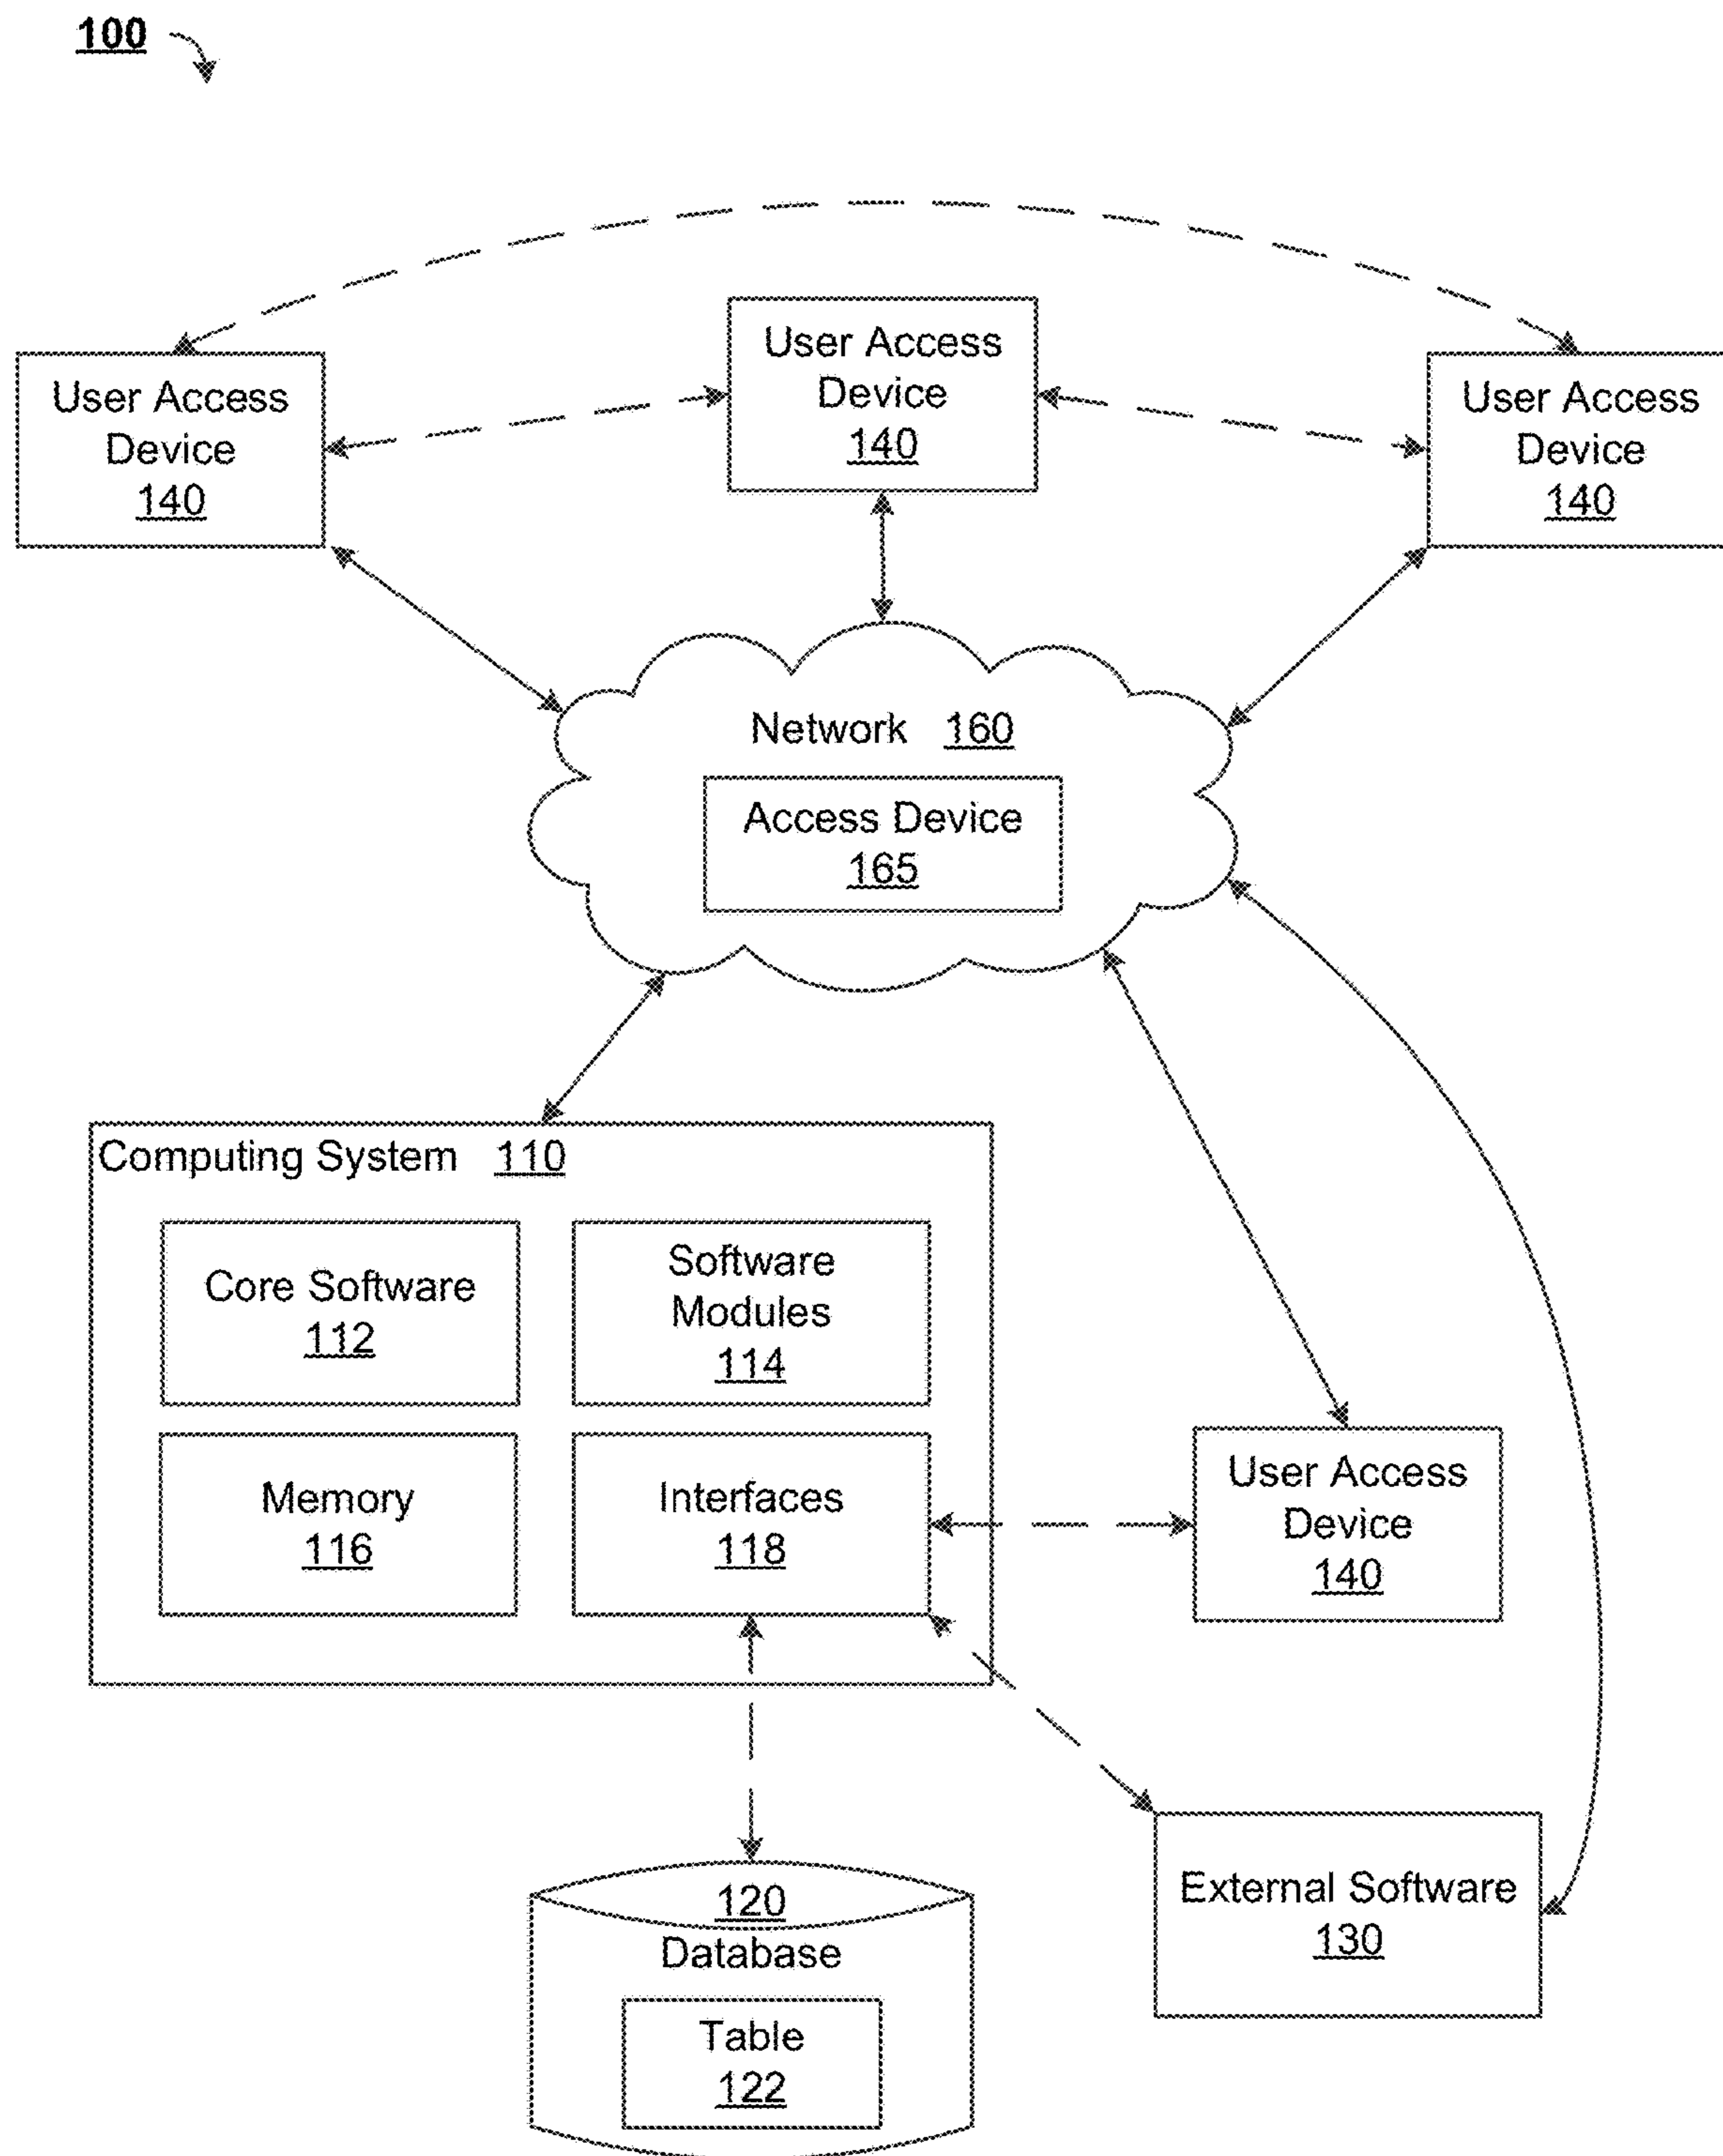 100
User Access
Device
140
User Access
Device
140
User Access
Device
140
Network 160
Access Device
165
Computing System 110
Core Software
112
Software
Modules
114
Memory
116
Interfaces
118
User Access
Device
140
120
Database
Table
122
External Software
130